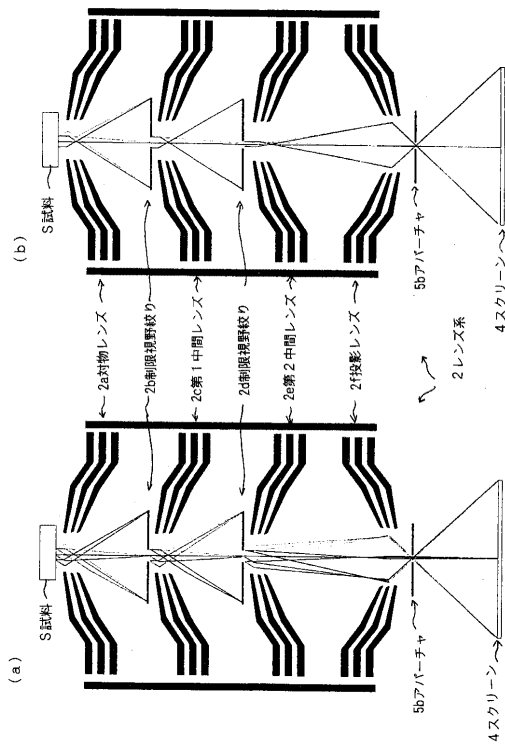 (a)
S試料
(b)
S試料
2a対物レンズ
2b制限視野絞り
2c第１中間レンズ
2d制限視野絞り
2e第２中間レンズ
2f投影レンズ
5bアパーチャ
2レンズ系
5bアパーチャ
4スクリーン
4スクリーン